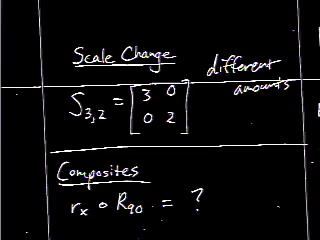 Scale Change
different
amounts
S3,2 = [3 0
0 2]
Composites
rx ∘ R90 = ?